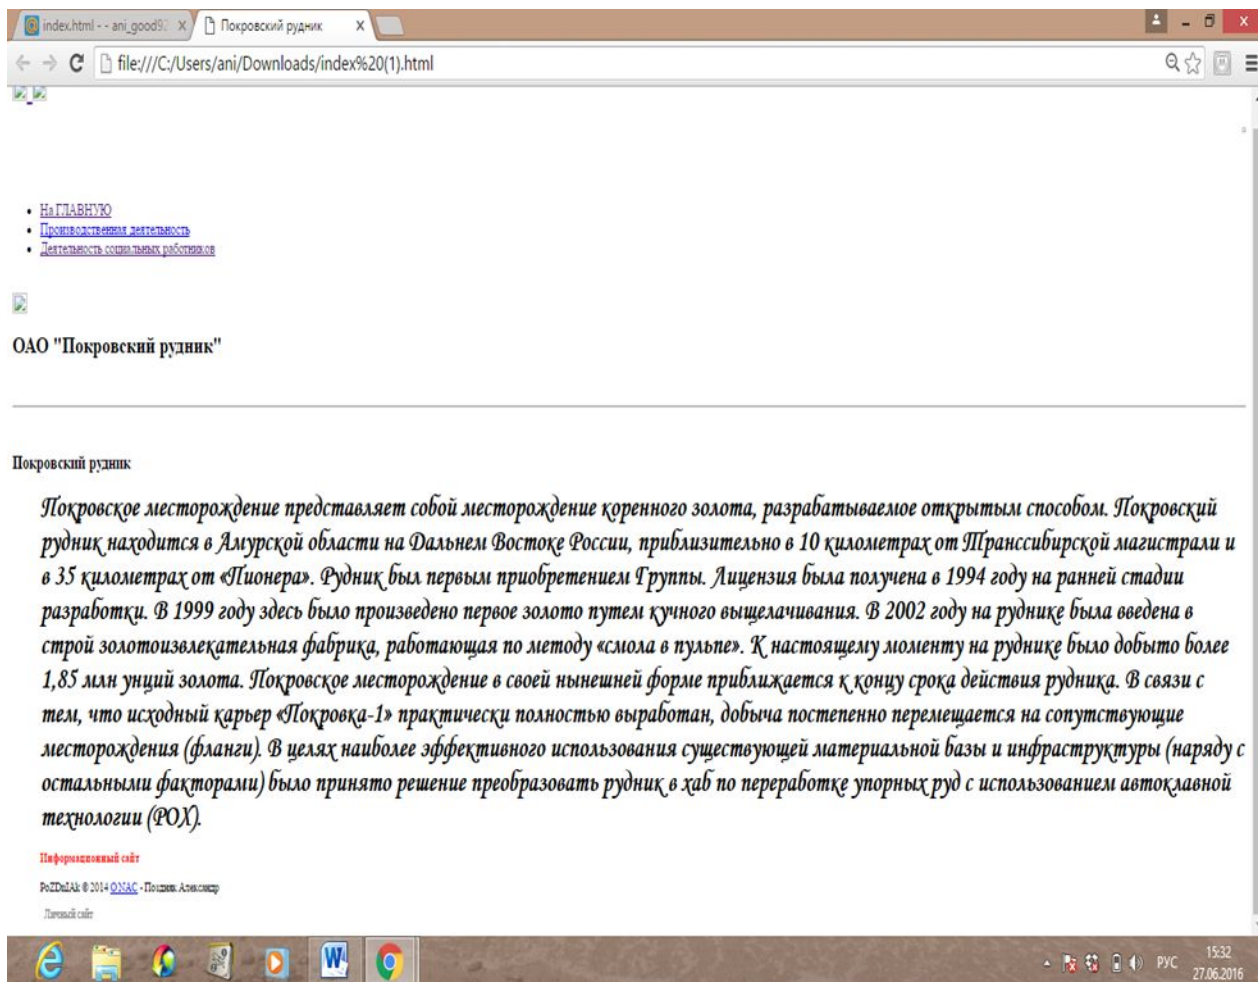 index.html - - ani_good92
Покровский рудник
file:///C:/Users/ani/Downloads/index%20(1).html
На ГЛАВНУЮ
Производственная деятельность
Деятельность социальных работников
ОАО "Покровский рудник"
Покровский рудник
Покровское месторождение представляет собой месторождение коренного золота, разрабатываемое открытым способом. Покровский
рудник находится в Амурской области на Дальнем Востоке России, приблизительно в 10 километрах от Транссибирской магистрали и
в 35 километрах от «Пионера». Рудник был первым приобретением Группы. Лицензия была получена в 1994 году на ранней стадии
разработки. В 1999 году здесь было произведено первое золото путем кучного выщелачивания. В 2002 году на руднике была введена в
строй золотоизвлекательная фабрика, работающая по методу «смола в пульпе». К настоящему моменту на руднике было добыто более
1,85 млн унций золота. Покровское месторождение в своей нынешней форме приближается к концу срока действия рудника. В связи с
тем, что исходный карьер «Покровка-1» практически полностью выработан, добыча постепенно перемещается на сопутствующие
месторождения (фланги). В целях наиболее эффективного использования существующей материальной базы и инфраструктуры (наряду с
остальными факторами) было принято решение преобразовать рудник в хаб по переработке упорных руд с использованием автоклавной
технологии (РОХ).
Информационный сайт
PoZDnIAk © 2014 ONAC - Поздняк Александр
Личный сайт
РУС
15:32
27.06.2016